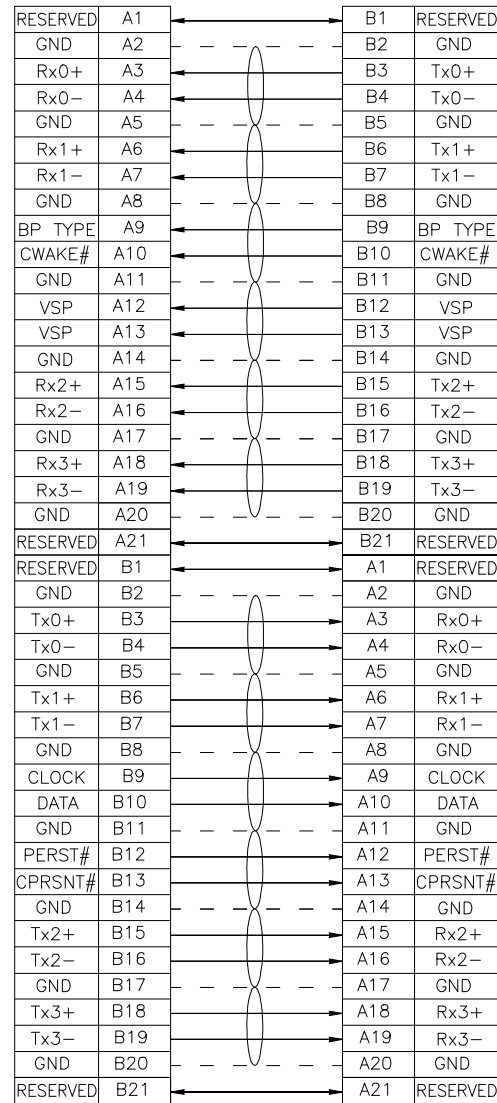 RESERVED A1 B1 RESERVED
GND A2 B2 GND
Rx0+ A3 B3 Tx0+
Rx0- A4 B4 Tx0-
GND A5 B5 GND
Rx1+ A6 B6 Tx1+
Rx1- A7 B7 Tx1-
GND A8 B8 GND
BP TYPE A9 B9 BP TYPE
CWAKE# A10 B10 CWAKE#
GND A11 B11 GND
VSP A12 B12 VSP
VSP A13 B13 VSP
GND A14 B14 GND
Rx2+ A15 B15 Tx2+
Rx2- A16 B16 Tx2-
GND A17 B17 GND
Rx3+ A18 B18 Tx3+
Rx3- A19 B19 Tx3-
GND A20 B20 GND
RESERVED A21 B21 RESERVED
RESERVED B1 A1 RESERVED
GND B2 A2 GND
Tx0+ B3 A3 Rx0+
Tx0- B4 A4 Rx0-
GND B5 A5 GND
Tx1+ B6 A6 Rx1+
Tx1- B7 A7 Rx1-
GND B8 A8 GND
CLOCK B9 A9 CLOCK
DATA B10 A10 DATA
GND B11 A11 GND
PERST# B12 A12 PERST#
CPRSNT# B13 A13 CPRSNT#
GND B14 A14 GND
Tx2+ B15 A15 Rx2+
Tx2- B16 A16 Rx2-
GND B17 A17 GND
Tx3+ B18 A18 Rx3+
Tx3- B19 A19 Rx3-
GND B20 A20 GND
RESERVED B21 A21 RESERVED